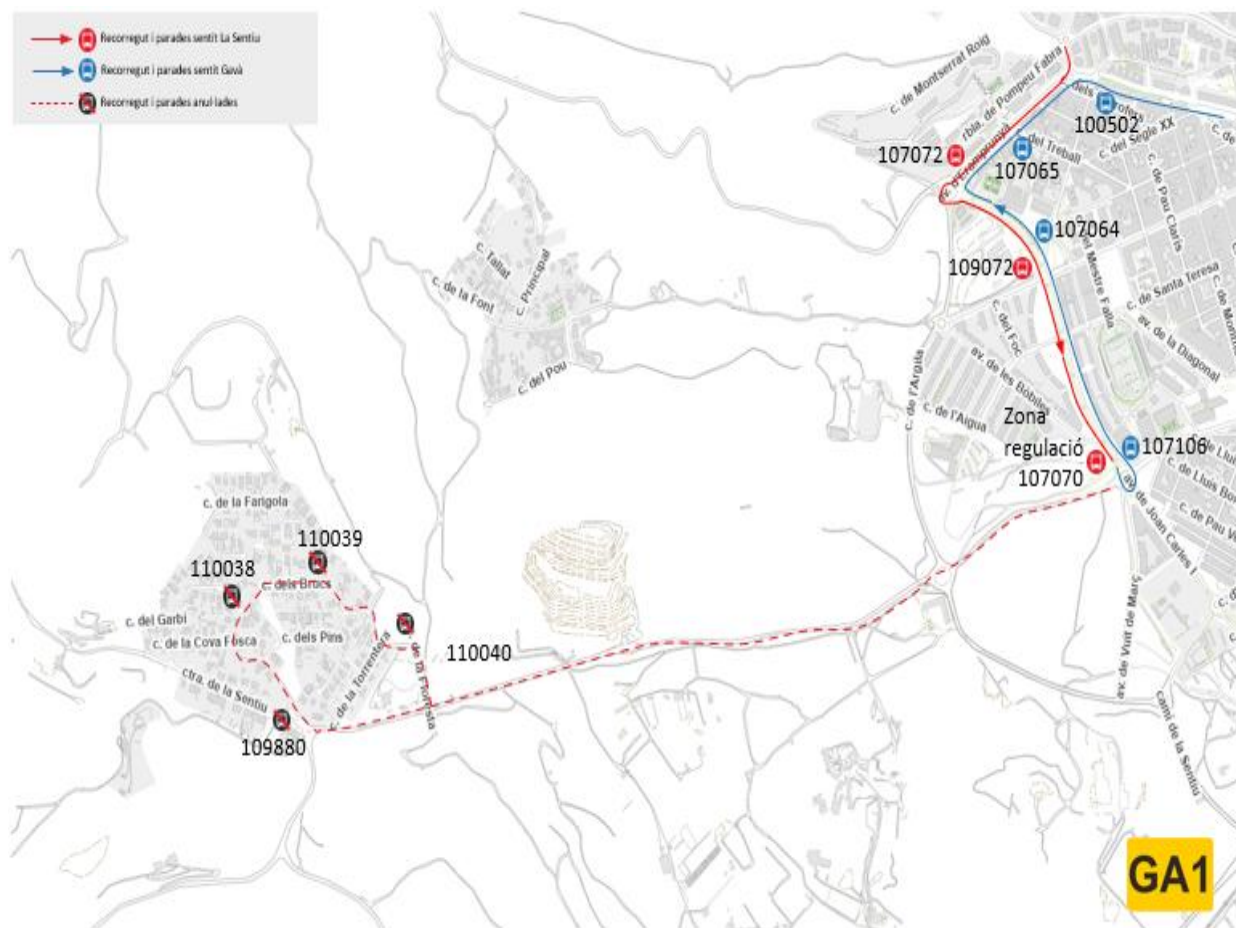 Recorregut i parades sentit La Sentiu
Recorregut i parades sentit Gavà
Recorregut i parades anul·lades
c. de Montserrat Roig
rbla. de Pompeu Fabra
av. d'Eramprunyà
107072
100502
107065
c. del Treball
c. del Segle XX
c. de Pau Claris
107064
109072
c. de Santa Teresa
av. de la Diagonal
c. Tallat
c. Principal
c. de la Font
c. del Pou
c. del Foc
av. de les Bobiles
c. de l'Argila
c. de l'Aigua
Zona
regulació
107070
107106
av. de Joan Carles I
av. de Vint de Març
camí de la Sentiu
c. de la Farigola
110039
110038
c. dels Brucs
c. del Garbí
c. de la Cova Fosca
c. dels Pins
110040
c. de la Torrentera
de la Floresta
ctra. de la Sentiu
109880
GA1